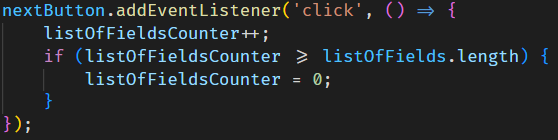 nextButton.addEventListener('click', () => {
    listOfFieldsCounter++;
    if (listOfFieldsCounter >= listOfFields.length) {
        listOfFieldsCounter = 0;
    }
});